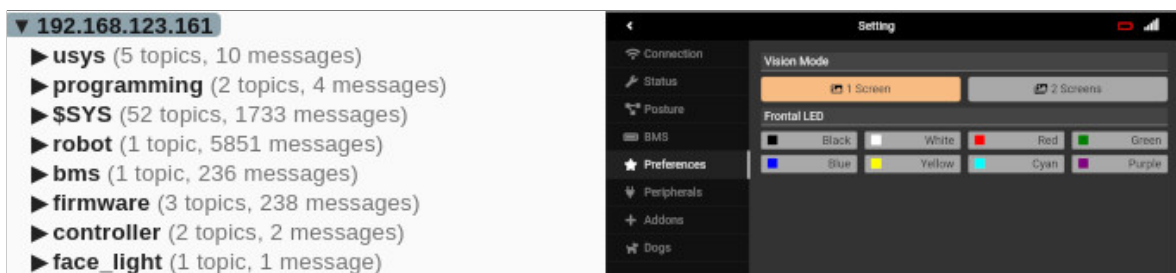 ▼ 192.168.123.161
▶ usys (5 topics, 10 messages)
▶ programming (2 topics, 4 messages)
▶ $SYS (52 topics, 1733 messages)
▶ robot (1 topic, 5851 messages)
▶ bms (1 topic, 236 messages)
▶ firmware (3 topics, 238 messages)
▶ controller (2 topics, 2 messages)
▶ face_light (1 topic, 1 message)
Setting
Connection
Status
Posture
BMS
Preferences
Peripherals
Addons
Dogs
Vision Mode
1 Screen 2 Screens
Frontal LED
Black White Red Green
Blue Yellow Cyan Purple